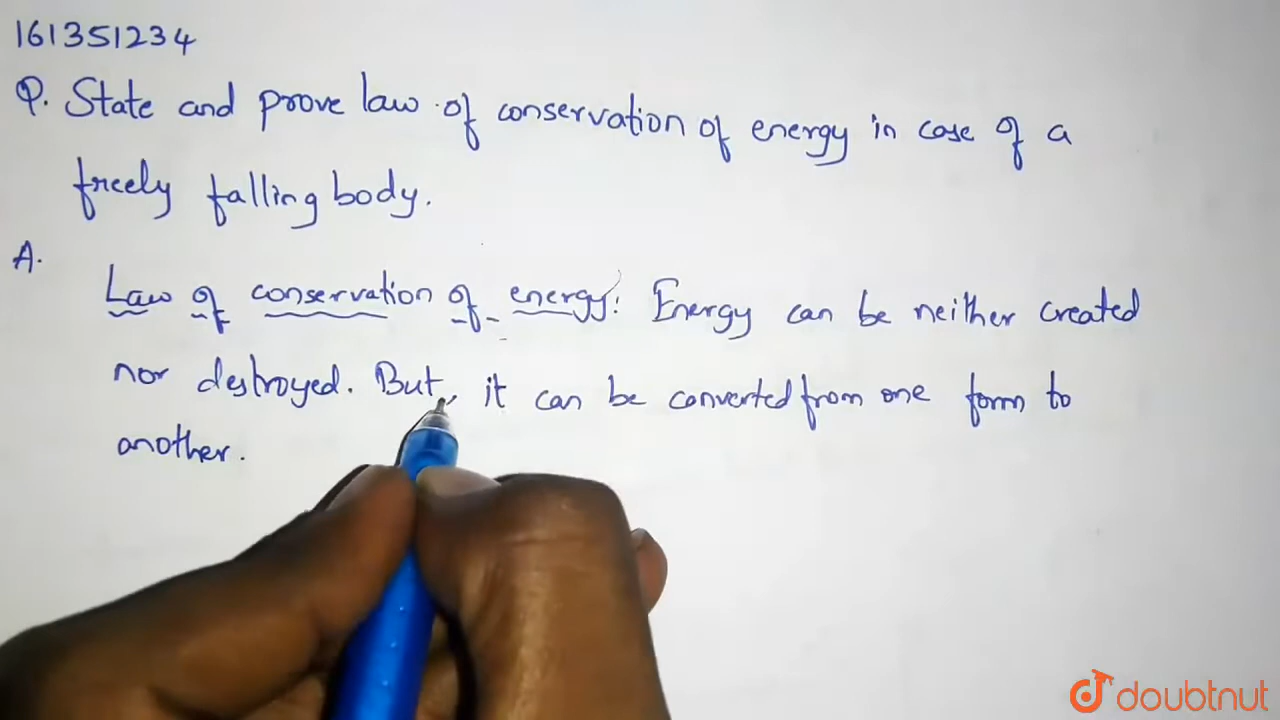 161351234
Q. State and prove law of conservation of energy in case of a
freely falling body.
A.
Law of conservation of energy: Energy can be neither created
nor destroyed. But, it can be converted from one form to
another.
doubtnut